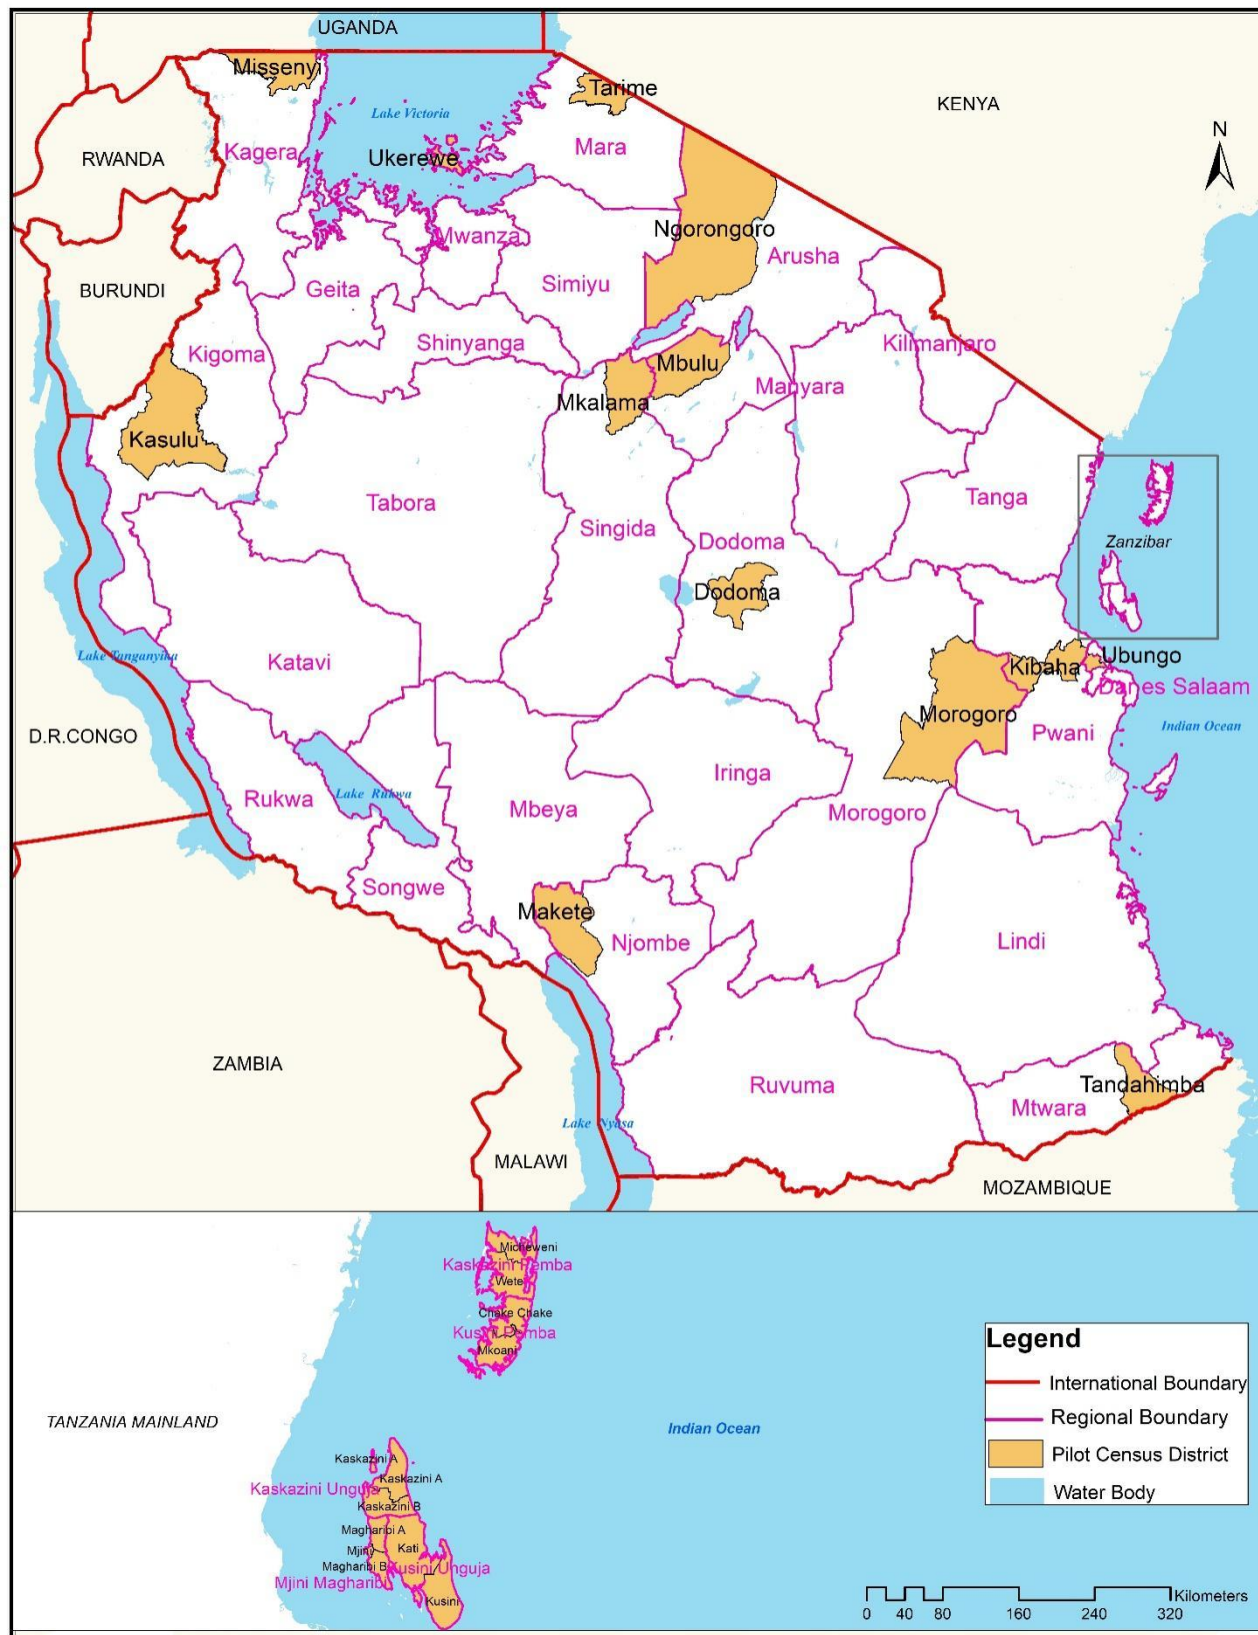 UGANDA
Missenyi
Tarime
KENYA
Lake Victoria
N
RWANDA
Kagera
Ukerewe
Mara
Ngorongoro
Mwanza
Arusha
BURUNDI
Geita
Simiyu
Kigoma
Shinyanga
Kilimanjaro
Mbulu
Manyara
Mkalama
Kasulu
Tabora
Singida
Tanga
Dodoma
Zanzibar
Dodoma
Lake Tanganyika
Katavi
Kibaha
Ubungo
Dar es Salaam
D.R.CONGO
Morogoro
Pwani
Indian Ocean
Rukwa
Lake Rukwa
Mbeya
Iringa
Morogoro
Songwe
Makete
Njombe
Lindi
ZAMBIA
Ruvuma
Tandahimba
Mtwara
Lake Nyasa
MALAWI
MOZAMBIQUE
Micheweni
Kaskazini Pemba
Wete
Chake Chake
Kusini Pemba
Mkoani
TANZANIA MAINLAND
Indian Ocean
Kaskazini A
Kaskazini A
Kaskazini Unguja
Kaskazini B
Magharibi A
Mjini
Kati
Magharibi B
Kusini Unguja
Mjini Magharibi
Kusini
Legend
International Boundary
Regional Boundary
Pilot Census District
Water Body
Kilometers
0 40 80 160 240 320